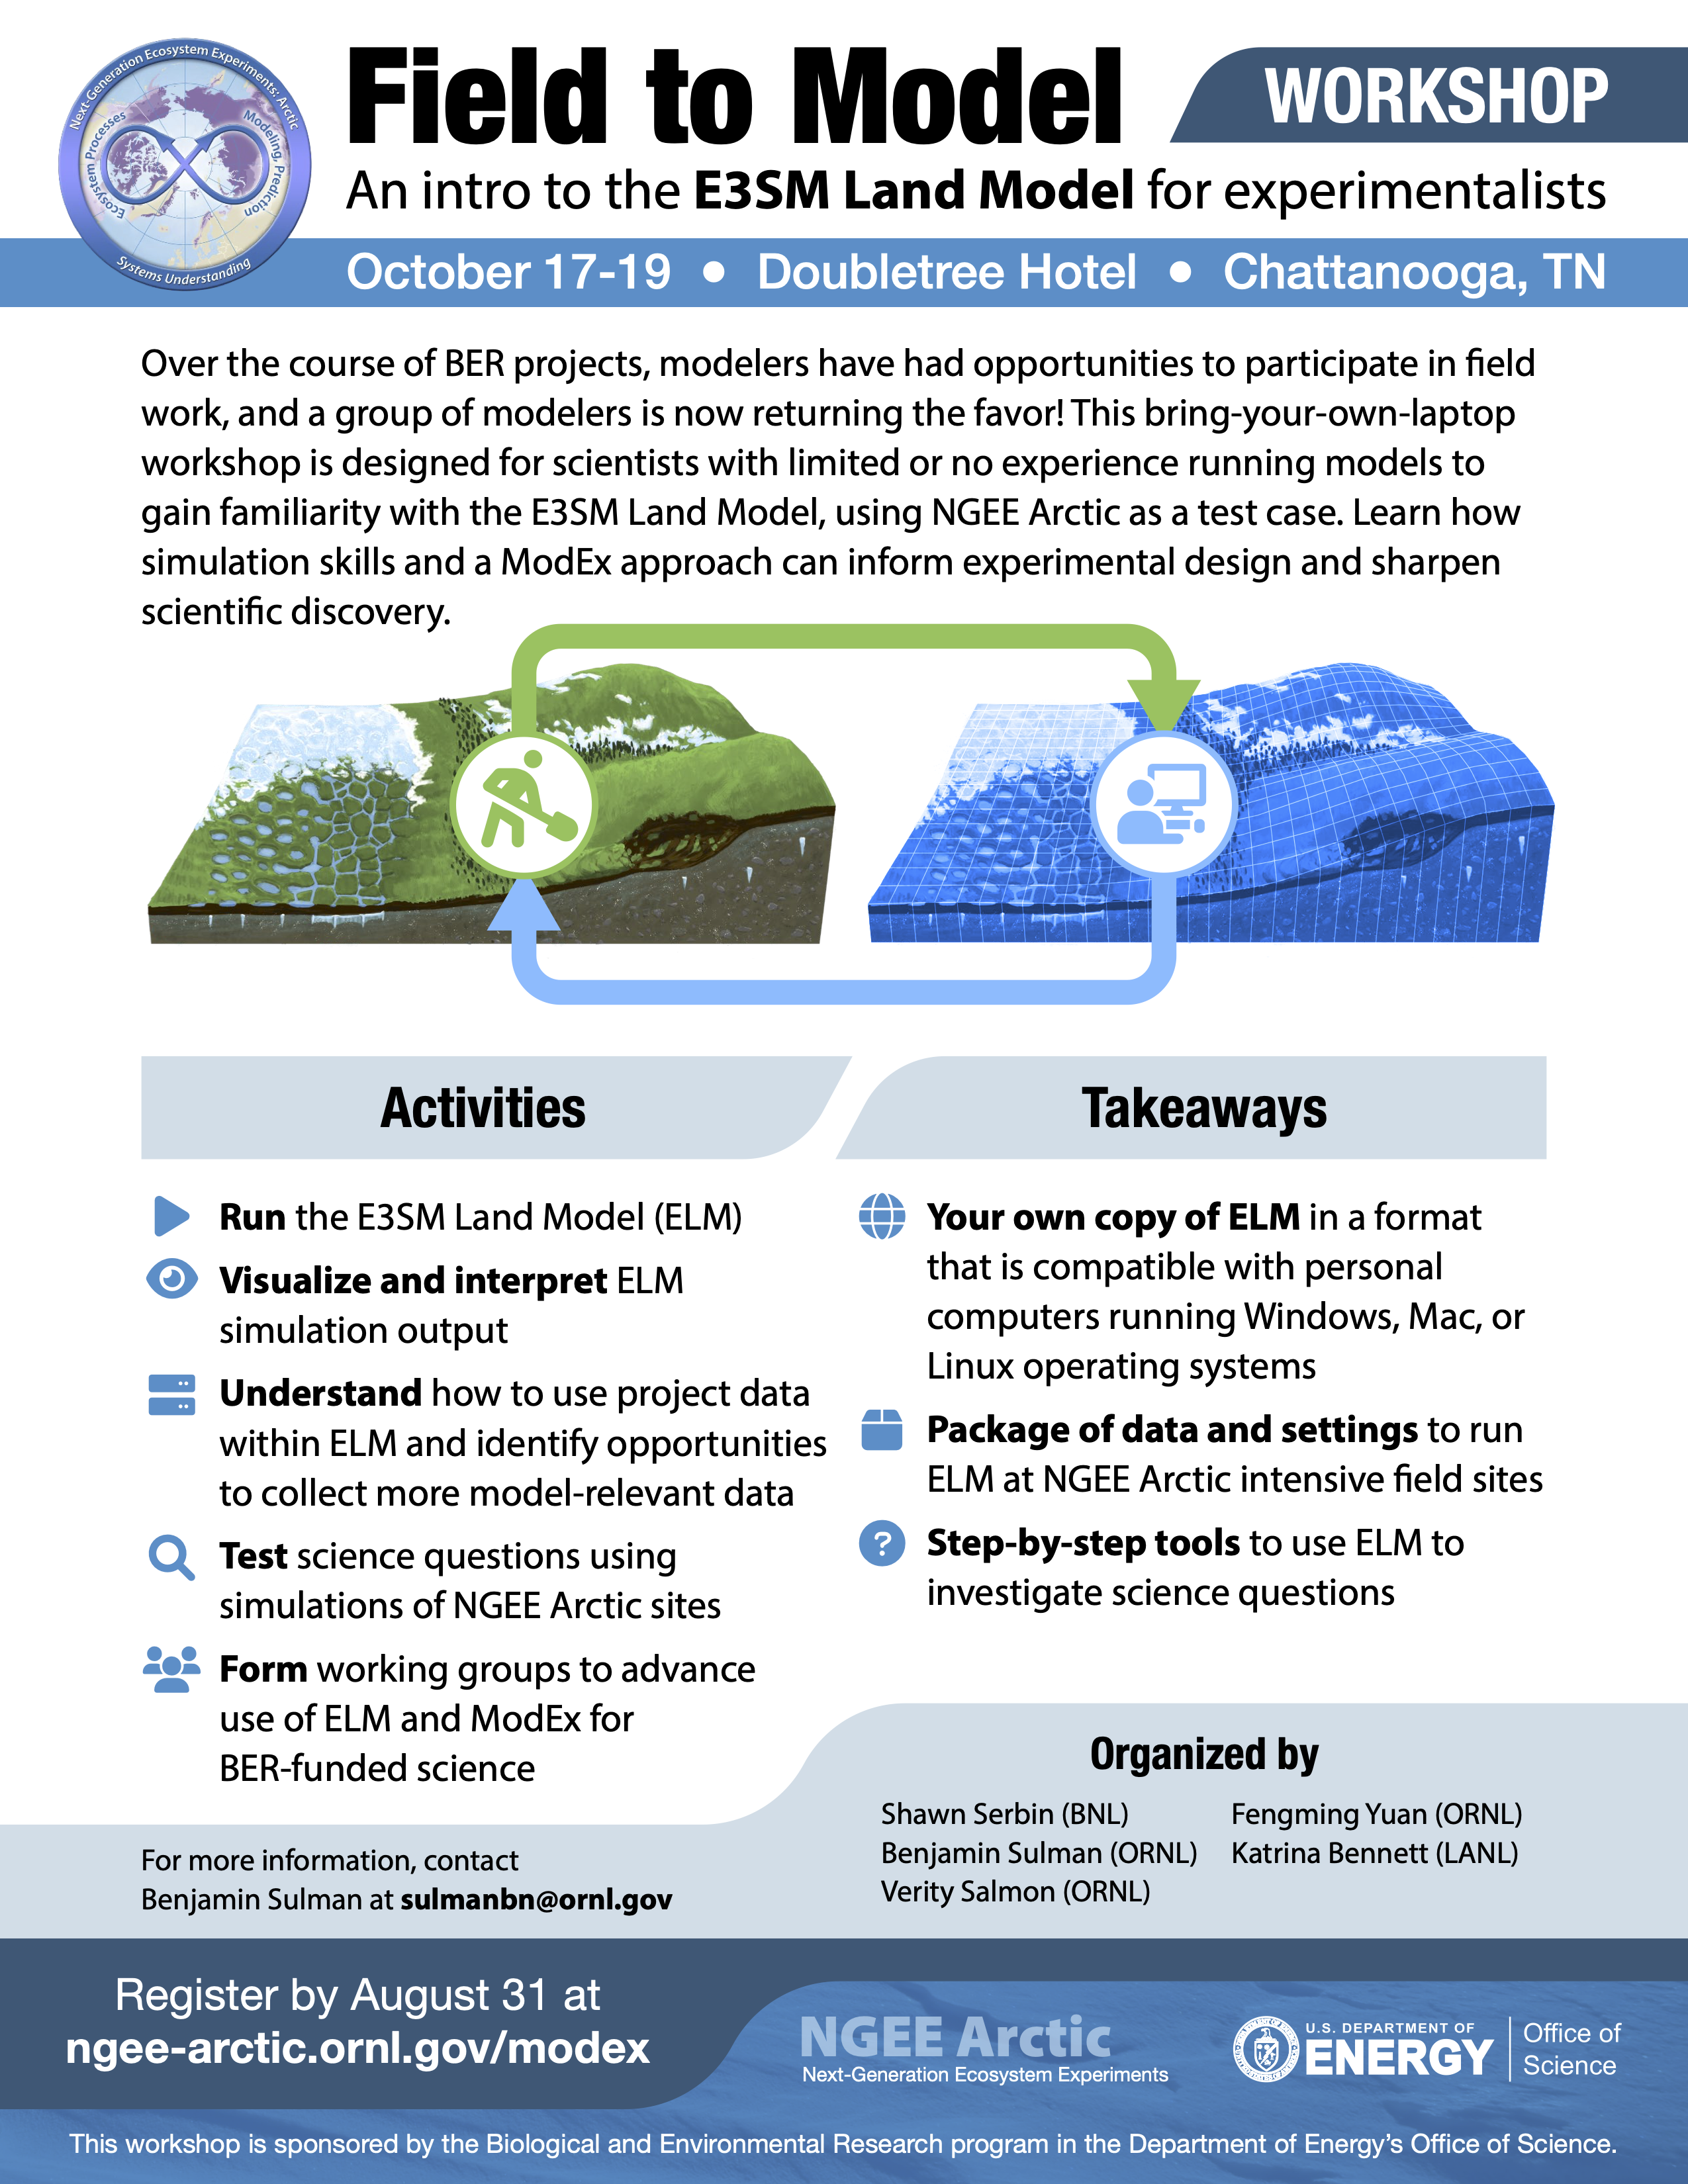 Next-Generation Ecosystem Experiments: Arctic
Ecosystem Processes
Modeling, Prediction
Systems Understanding
Field to Model
WORKSHOP
An intro to the E3SM Land Model for experimentalists
October 17-19 • Doubletree Hotel • Chattanooga, TN
Over the course of BER projects, modelers have had opportunities to participate in field
work, and a group of modelers is now returning the favor! This bring-your-own-laptop
workshop is designed for scientists with limited or no experience running models to
gain familiarity with the E3SM Land Model, using NGEE Arctic as a test case. Learn how
simulation skills and a ModEx approach can inform experimental design and sharpen
scientific discovery.
Activities
Run the E3SM Land Model (ELM)
Visualize and interpret ELM
simulation output
Understand how to use project data
within ELM and identify opportunities
to collect more model-relevant data
Test science questions using
simulations of NGEE Arctic sites
Form working groups to advance
use of ELM and ModEx for
BER-funded science
Takeaways
Your own copy of ELM in a format
that is compatible with personal
computers running Windows, Mac, or
Linux operating systems
Package of data and settings to run
ELM at NGEE Arctic intensive field sites
?
Step-by-step tools to use ELM to
investigate science questions
Organized by
Shawn Serbin (BNL)
Benjamin Sulman (ORNL)
Verity Salmon (ORNL)
Fengming Yuan (ORNL)
Katrina Bennett (LANL)
For more information, contact
Benjamin Sulman at sulmanbn@ornl.gov
Register by August 31 at
ngee-arctic.ornl.gov/modex
NGEE Arctic
Next-Generation Ecosystem Experiments
U.S. DEPARTMENT OF
ENERGY
Office of
Science
This workshop is sponsored by the Biological and Environmental Research program in the Department of Energy's Office of Science.